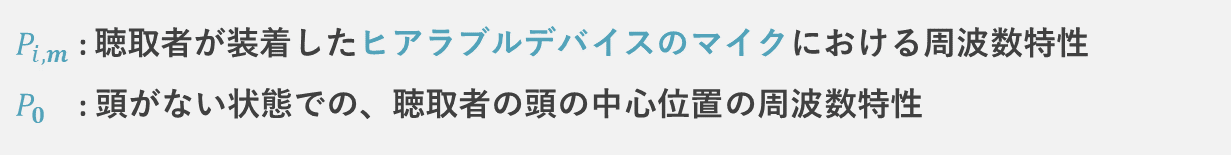 P_{i,m} : 聴取者が装着したヒアラブルデバイスのマイクにおける周波数特性
P_0 : 頭がない状態での、聴取者の頭の中心位置の周波数特性